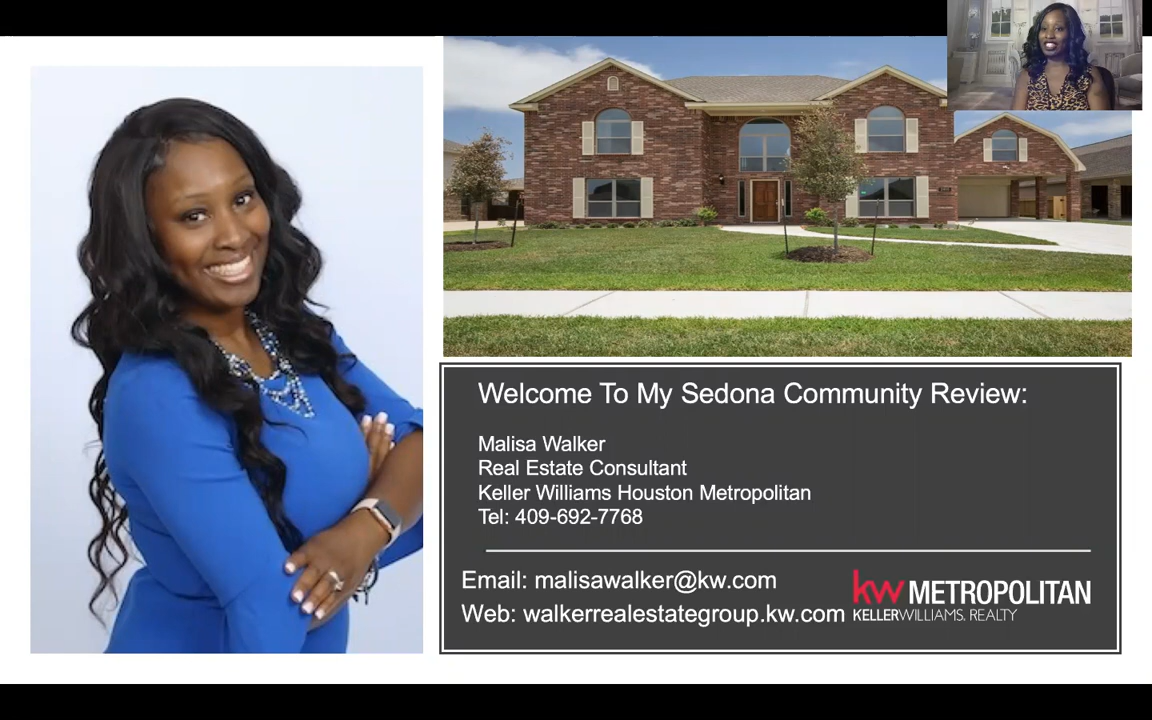 Welcome To My Sedona Community Review:
Malisa Walker
Real Estate Consultant
Keller Williams Houston Metropolitan
Tel: 409-692-7768
Email: malisawalker@kw.com
Web: walkerrealestategroup.kw.com
kw METROPOLITAN
KELLERWILLIAMS. REALTY